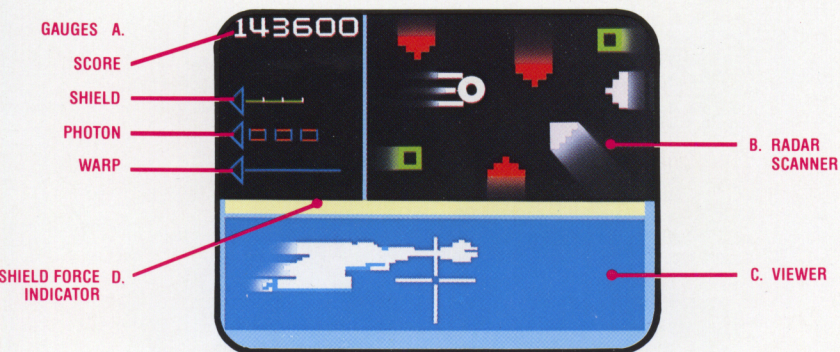 143600
GAUGES A.
SCORE
SHIELD
PHOTON
WARP
SHIELD FORCE D.
INDICATOR
B. RADAR
SCANNER
C. VIEWER